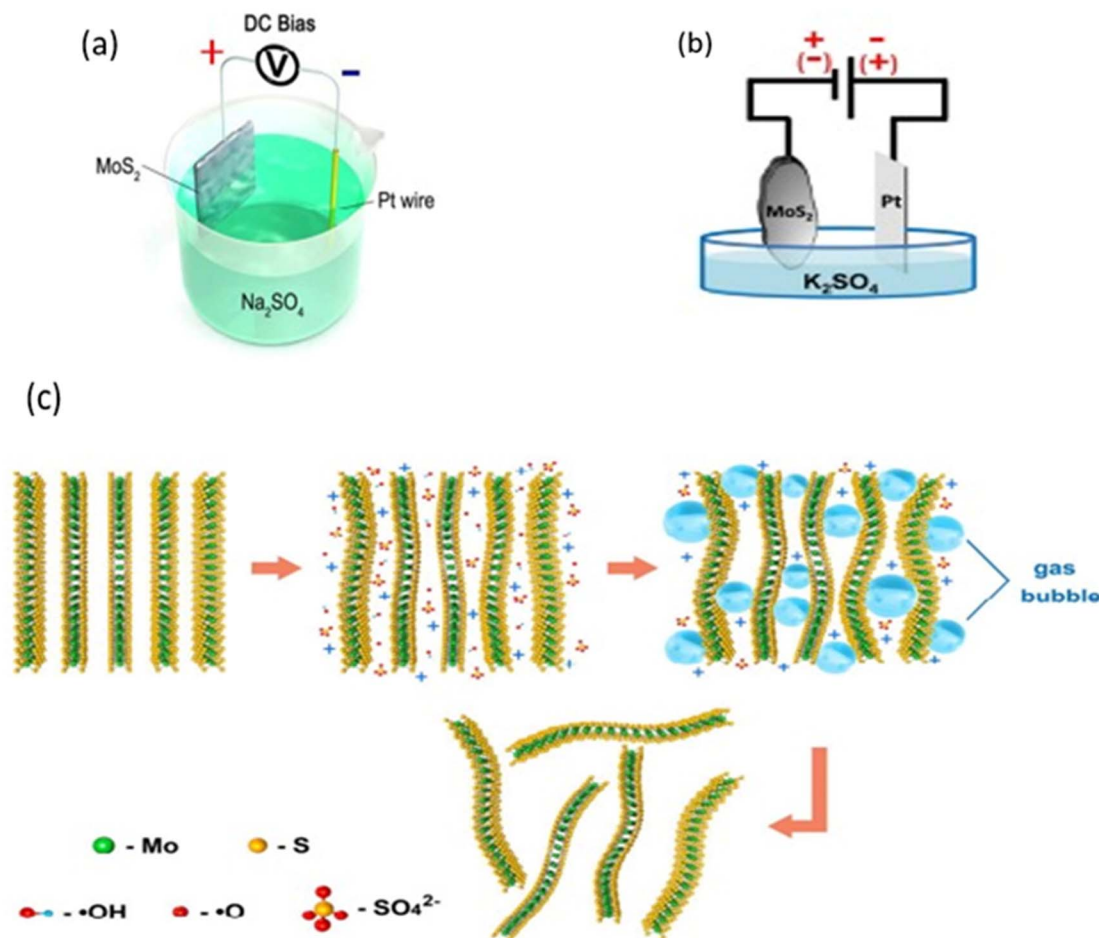 (a)
DC Bias
+
V
−
MoS₂
Pt wire
Na₂SO₄
(b)
+ −
(−) (+)
MoS₂
Pt
K₂SO₄
(c)
gas
bubble
- Mo
- S
- •OH
- •O
- SO₄²⁻